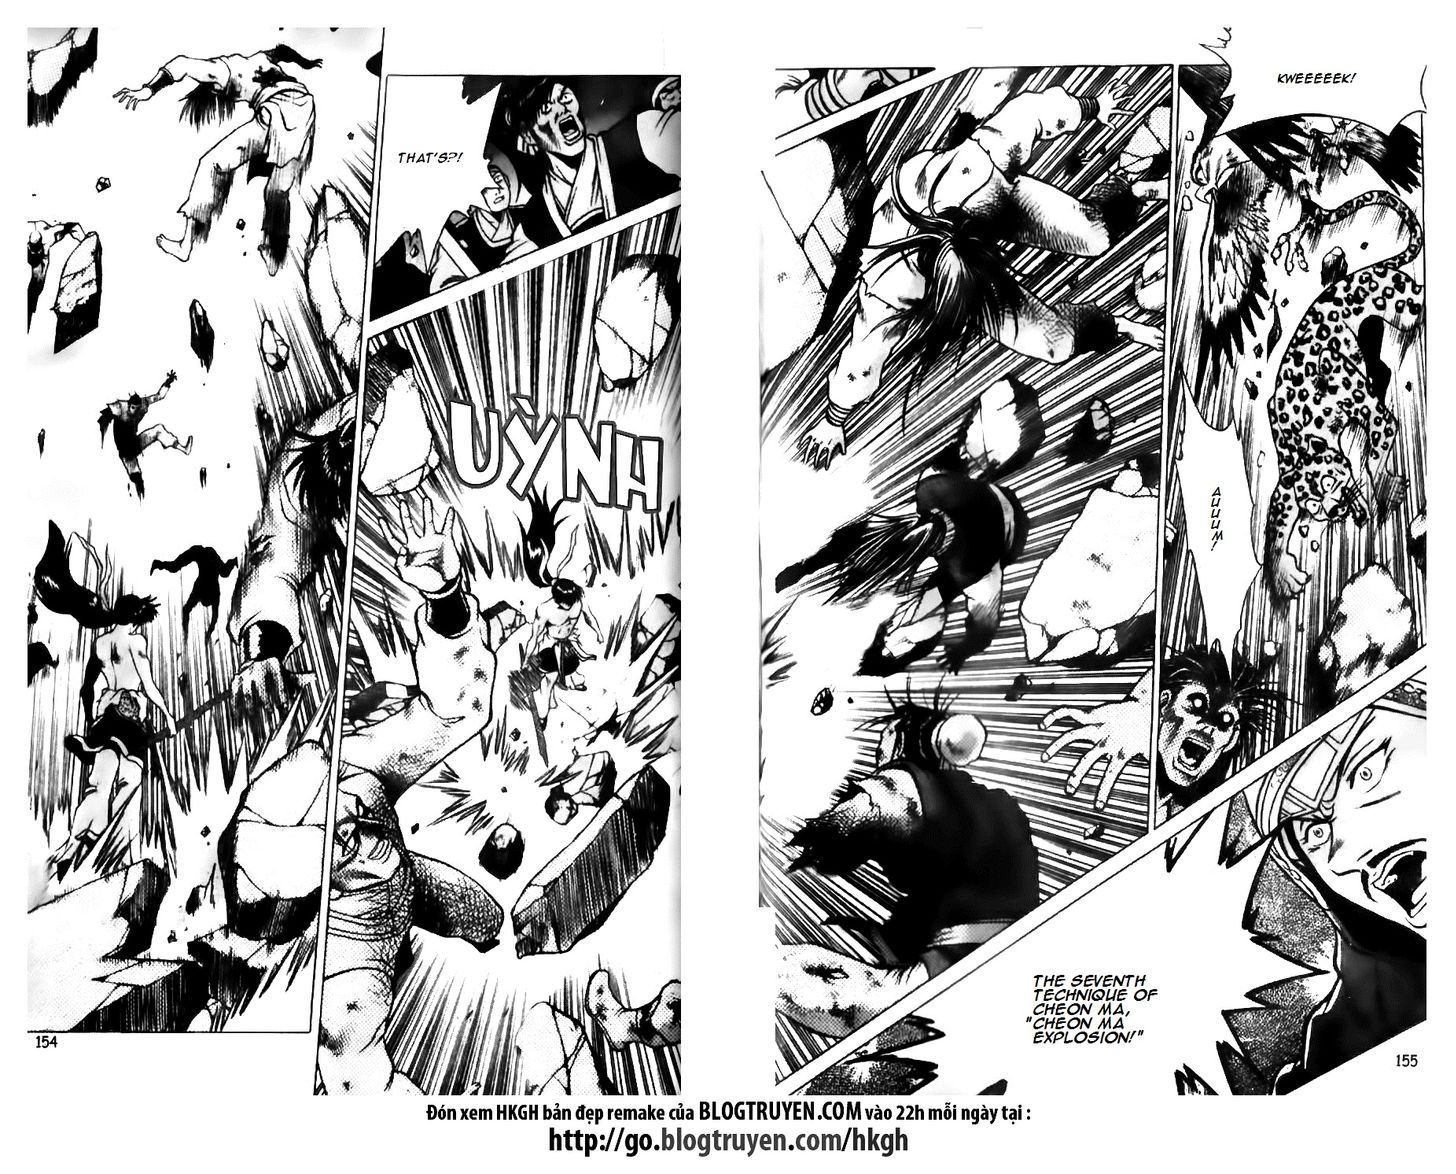 THAT'S?!
UỲNH
154
KWEEEEEK!
AUUUM!
THE SEVENTH
TECHNIQUE OF
CHEON MA,
"CHEON MA
EXPLOSION!"
155
Đón xem HKGH bản đẹp remake của BLOGTRUYEN.COM vào 22h mỗi ngày tại :
http://go.blogtruyen.com/hkgh